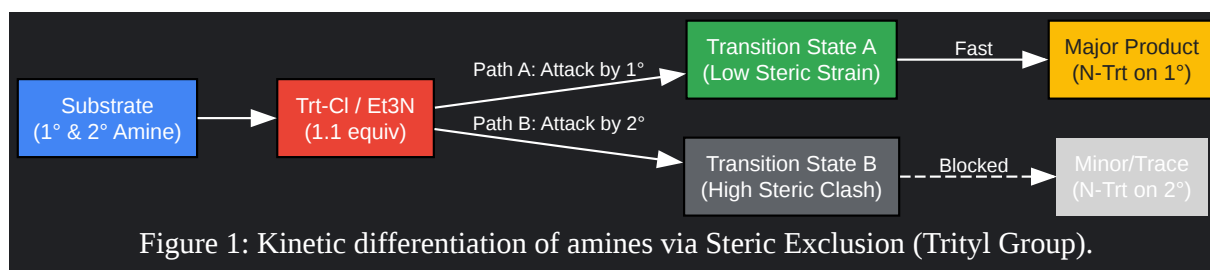 Substrate
(1° & 2° Amine)
Trt-Cl / Et3N
(1.1 equiv)
Path A: Attack by 1°
Path B: Attack by 2°
Transition State A
(Low Steric Strain)
Fast
Major Product
(N-Trt on 1°)
Transition State B
(High Steric Clash)
Blocked
Minor/Trace
(N-Trt on 2°)
Figure 1: Kinetic differentiation of amines via Steric Exclusion (Trityl Group).